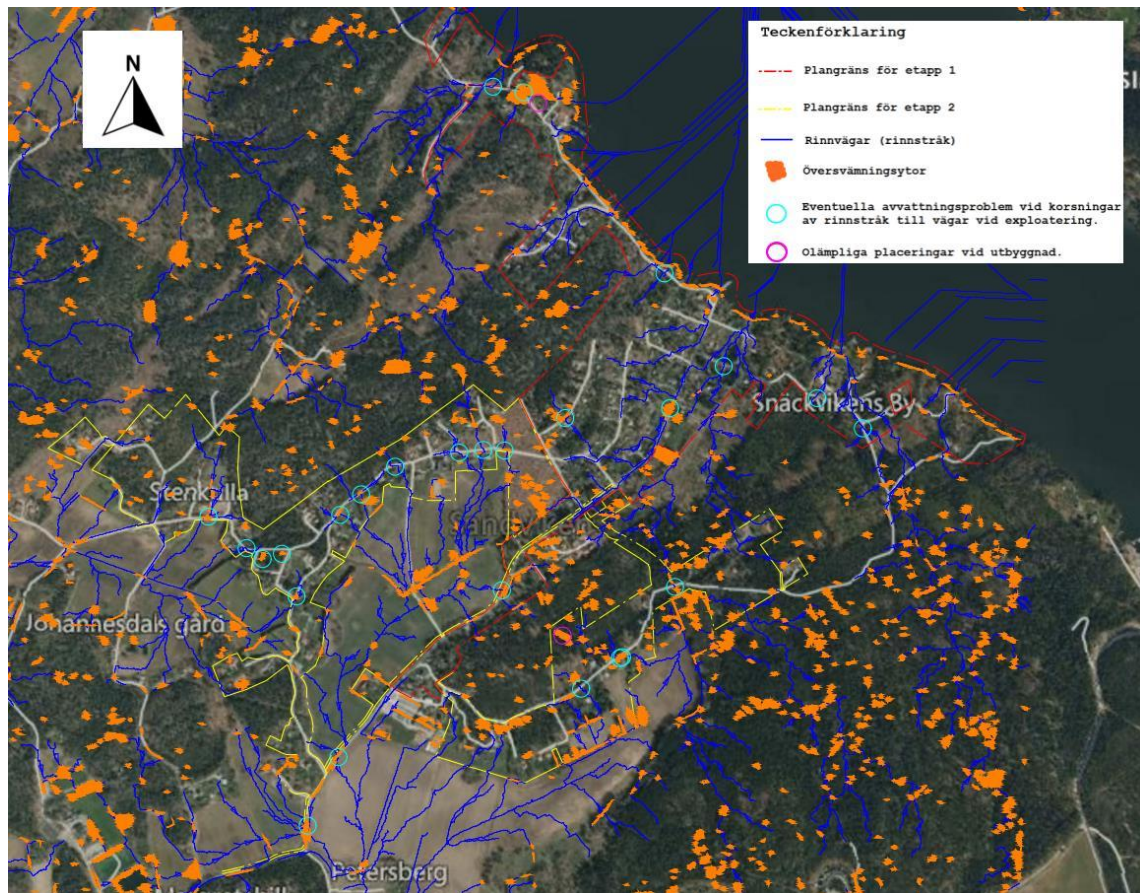 N
Teckenförklaring
Plangräns för etapp 1
Plangräns för etapp 2
Rinnvägar (rinnstråk)
Översvämningsytor
Eventuella avvattningsproblem vid korsningar
av rinnstråk till vägar vid exploatering.
Olämpliga placeringar vid utbyggnad.
Snäckvikens By
Stenkulla
Sandviken
Johannesdals gård
Petersberg